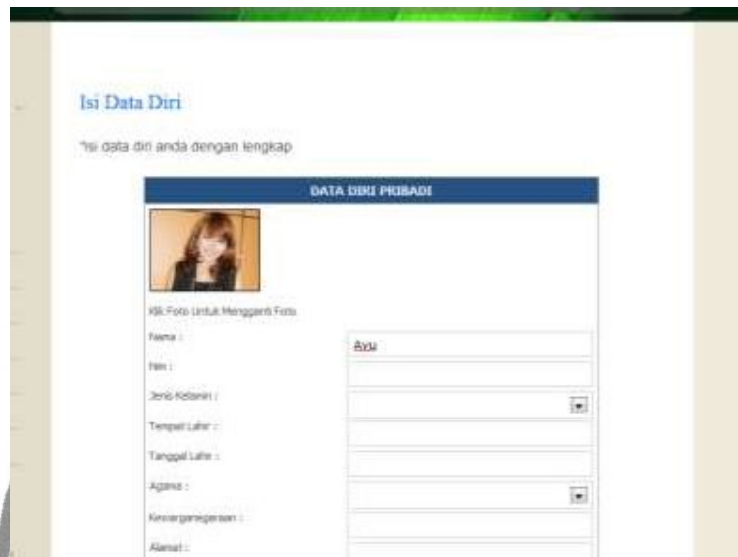 Isi Data Diri
*Isi data diri anda dengan lengkap
DATA DIRI PRIBADI
Klik Foto Untuk Mengganti Foto
Nama :
Ayu
Jenis Kelamin :
Tempat Lahir :
Tanggal Lahir :
Agama :
Kewarganegaraan :
Alamat :